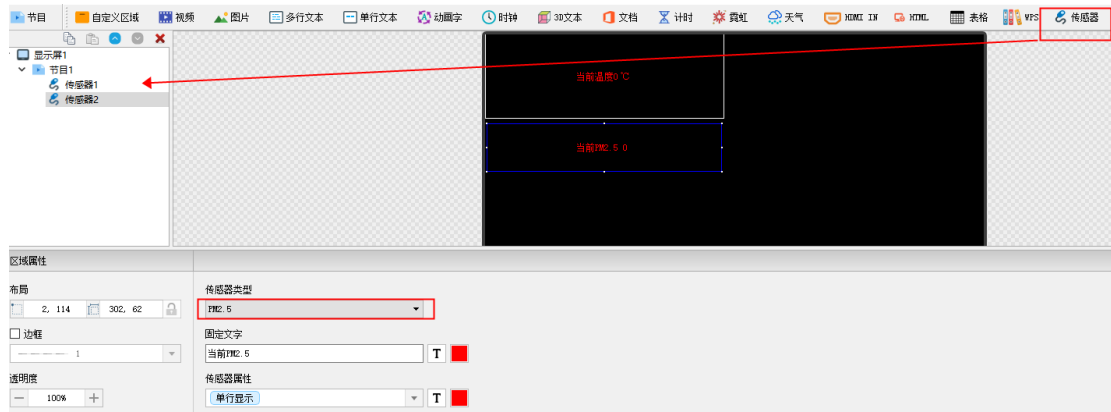 节目 自定义区域 视频 图片 多行文本 单行文本 动画字 时钟 3D文本 文档 计时 霓虹 天气 HDMI IN HTML 表格 WPS 传感器
显示屏1
节目1
传感器1
传感器2
当前温度0 ℃
当前PM2.5 0
区域属性
布局
2, 114 302, 62
边框
1
透明度
100%
传感器类型
PM2.5
固定文字
当前PM2.5 T
传感器属性
单行显示 T